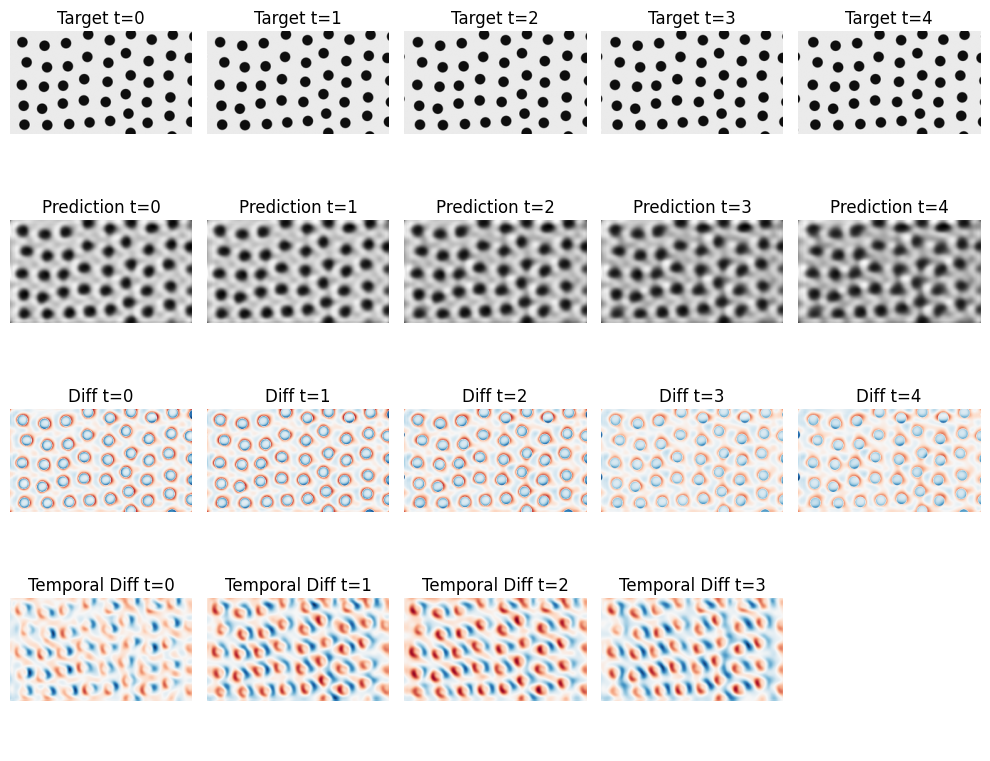 Target t=0 Target t=1 Target t=2 Target t=3 Target t=4
Prediction t=0 Prediction t=1 Prediction t=2 Prediction t=3 Prediction t=4
Diff t=0 Diff t=1 Diff t=2 Diff t=3 Diff t=4
Temporal Diff t=0 Temporal Diff t=1 Temporal Diff t=2 Temporal Diff t=3